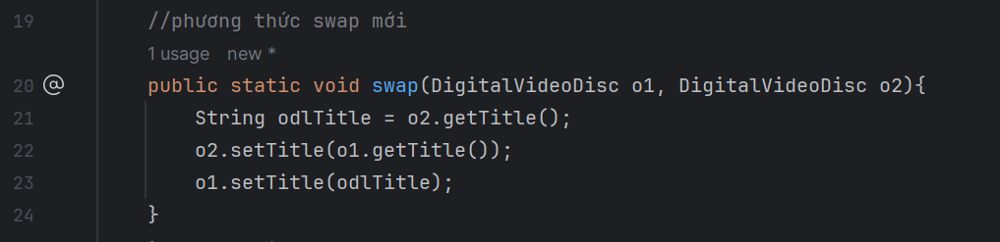 19 //phương thức swap mới
1 usage new *
20 @ public static void swap(DigitalVideoDisc o1, DigitalVideoDisc o2){
21 String odlTitle = o2.getTitle();
22 o2.setTitle(o1.getTitle());
23 o1.setTitle(odlTitle);
24 }